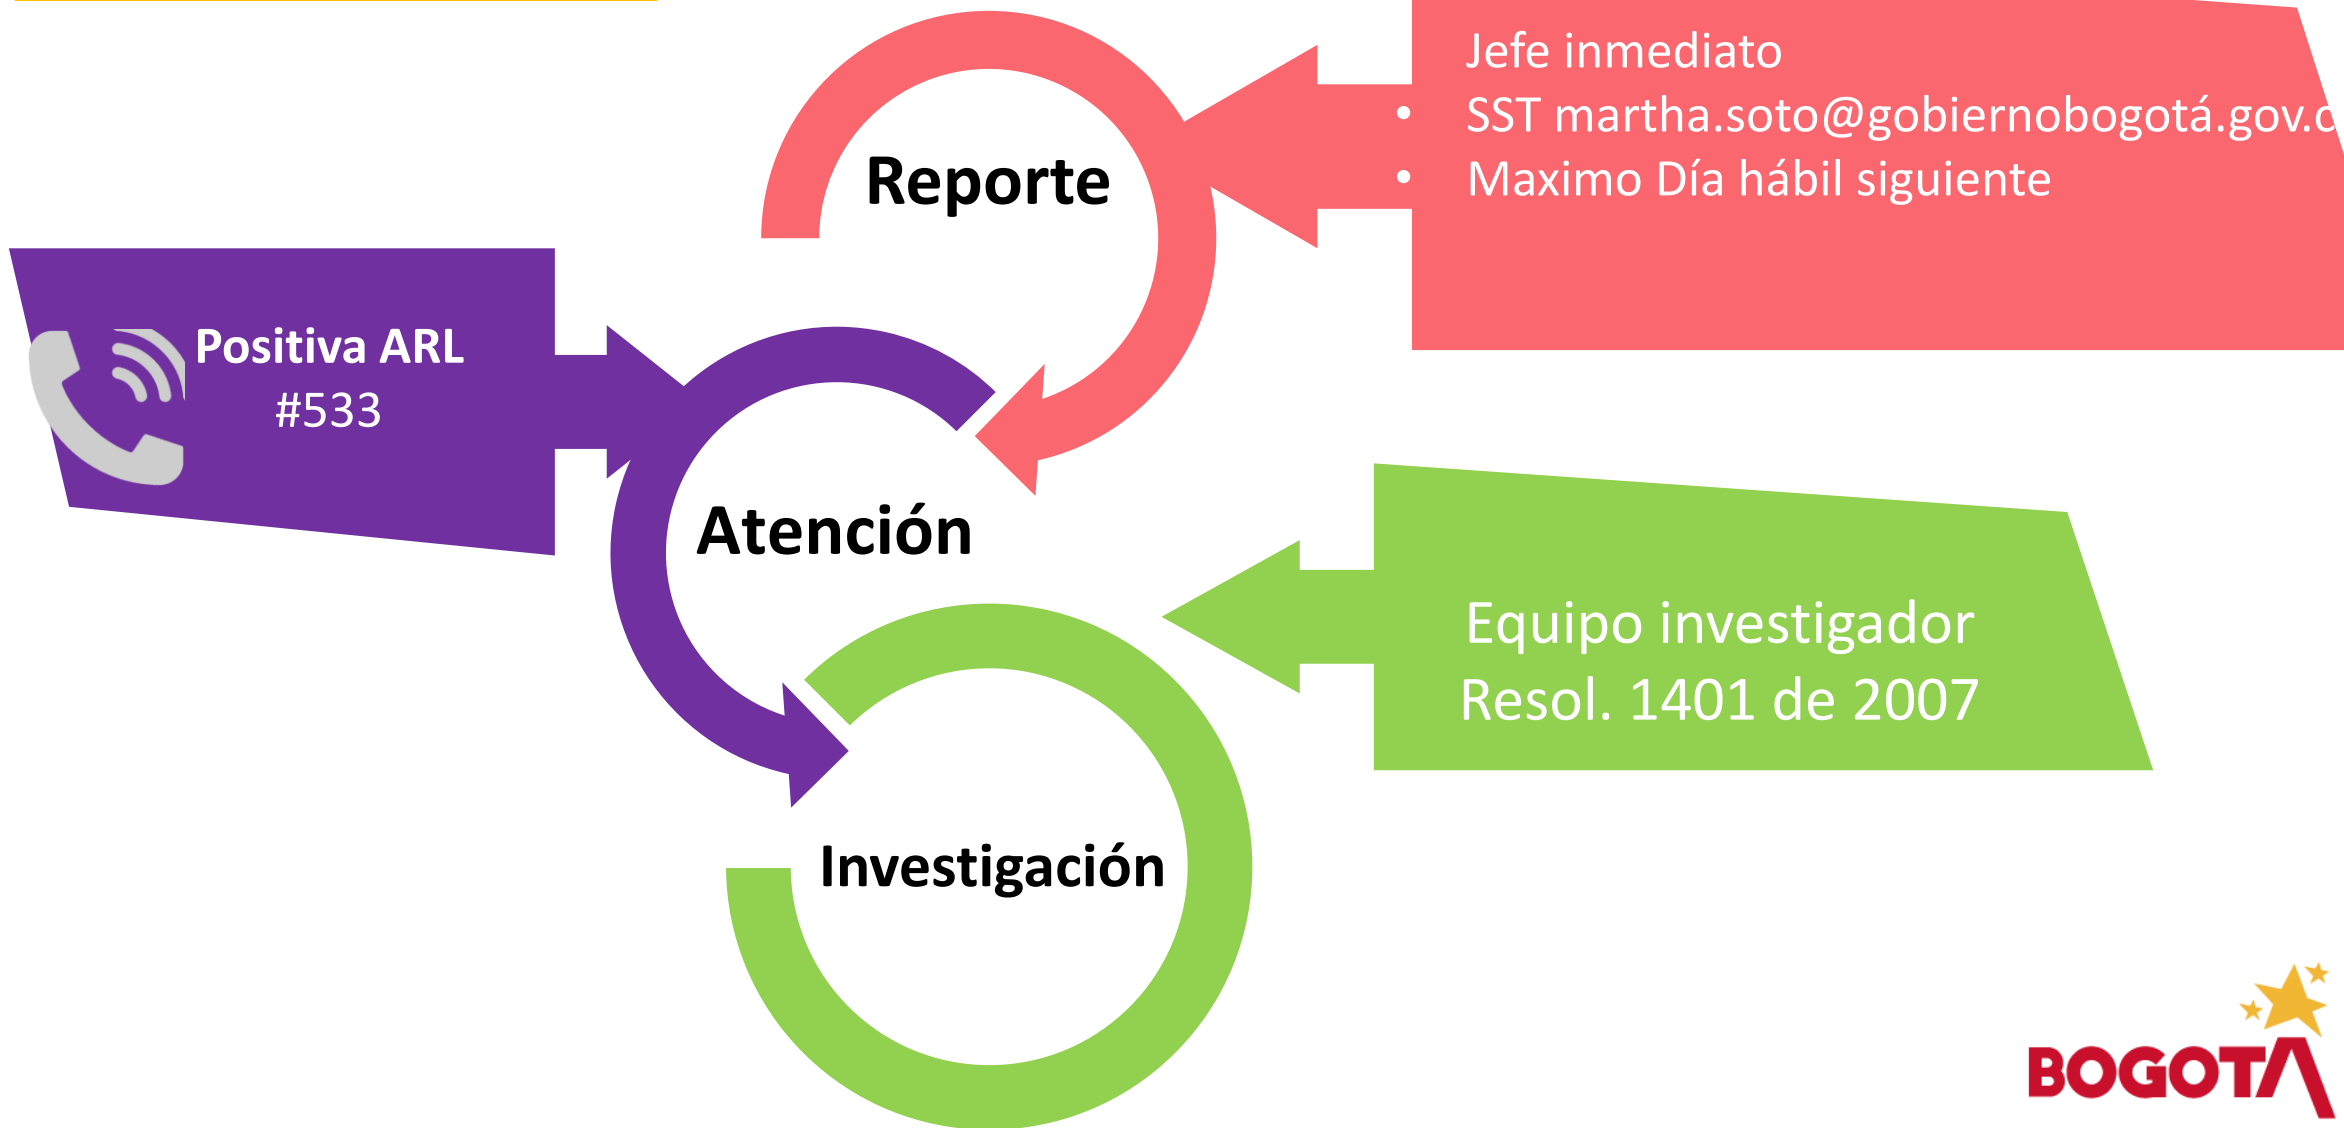 Jefe inmediato
• SST martha.soto@gobiernobogotá.gov.c
• Maximo Día hábil siguiente
Reporte
Positiva ARL
#533
Atención
Equipo investigador
Resol. 1401 de 2007
Investigación
BOGOTÁ